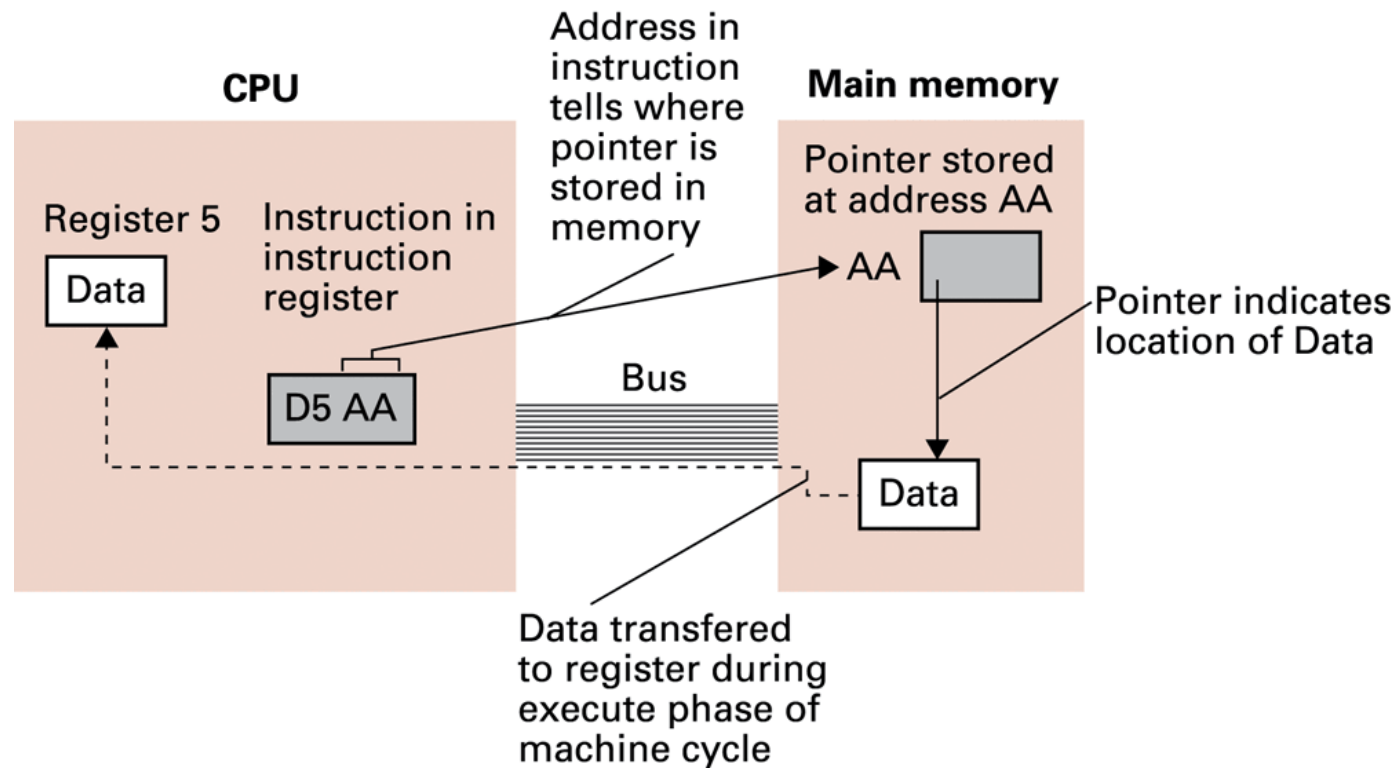 Address in
instruction
tells where
pointer is
stored in
memory
CPU
Main memory
Pointer stored
at address AA
Register 5
Instruction in
instruction
register
Data
AA
Pointer indicates
location of Data
D5 AA
Bus
Data
Data transfered
to register during
execute phase of
machine cycle